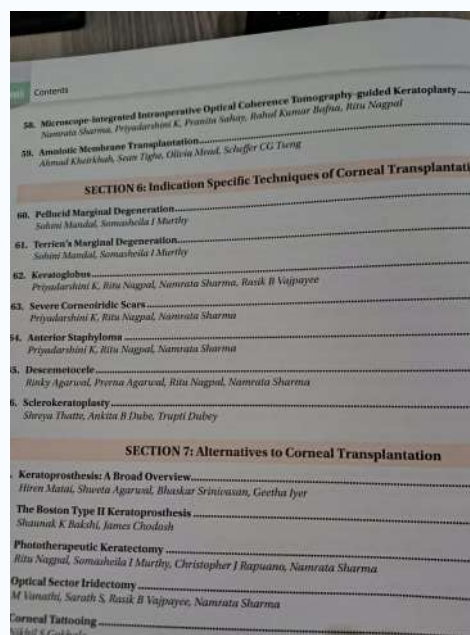 Contents
58. Microscope-integrated Intraoperative Optical Coherence Tomography-guided Keratoplasty
Namrata Sharma, Priyadarshini K, Pranita Sahay, Rahul Kumar Bafna, Ritu Nagpal
59. Amniotic Membrane Transplantation
Ahmad Kheirkhah, Sean Tighe, Olivia Mead, Scheffer CG Tseng
SECTION 6: Indication Specific Techniques of Corneal Transplantati
60. Pellucid Marginal Degeneration
Sohini Mandal, Somasheila I Murthy
61. Terrien's Marginal Degeneration
Sohini Mandal, Somasheila I Murthy
62. Keratoglobus
Priyadarshini K, Ritu Nagpal, Namrata Sharma, Rasik B Vajpayee
63. Severe Corneoiridic Scars
Priyadarshini K, Ritu Nagpal, Namrata Sharma
4. Anterior Staphyloma
Priyadarshini K, Ritu Nagpal, Namrata Sharma
5. Descemetocele
Rinky Agarwal, Prerna Agarwal, Ritu Nagpal, Namrata Sharma
. Sclerokeratoplasty
Shreya Thatte, Ankita B Dube, Trupti Dubey
SECTION 7: Alternatives to Corneal Transplantation
. Keratoprosthesis: A Broad Overview
Hiren Matai, Shweta Agarwal, Bhaskar Srinivasan, Geetha Iyer
The Boston Type II Keratoprosthesis
Shaunak K Bakshi, James Chodosh
Phototherapeutic Keratectomy
Ritu Nagpal, Somasheila I Murthy, Christopher J Rapuano, Namrata Sharma
Optical Sector Iridectomy
M Vanathi, Sarath S, Rasik B Vajpayee, Namrata Sharma
Corneal Tattooing